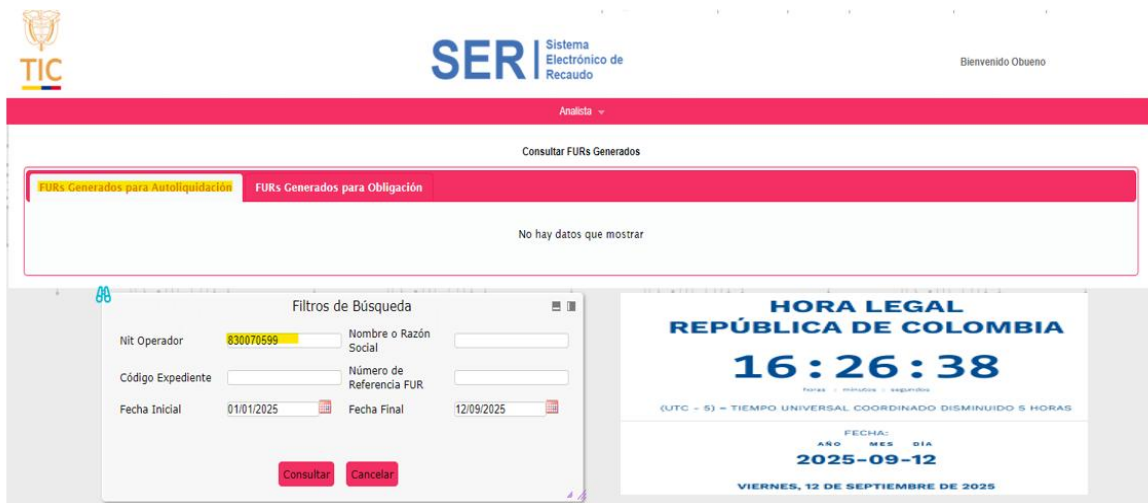 TIC
SER
Sistema
Electrónico de
Recaudo
Bienvenido Obueno
Analista
Consultar FURs Generados
FURs Generados para Autoliquidación
FURs Generados para Obligación
No hay datos que mostrar
Filtros de Búsqueda
Nit Operador 830070599
Nombre o Razón
Social
Código Expediente
Número de
Referencia FUR
Fecha Inicial 01/01/2025
Fecha Final 12/09/2025
Consultar Cancelar
HORA LEGAL
REPÚBLICA DE COLOMBIA
16:26:38
horas : minutos : segundos
(UTC - 5) = TIEMPO UNIVERSAL COORDINADO DISMINUIDO 5 HORAS
FECHA:
AÑO MES DÍA
2025-09-12
VIERNES, 12 DE SEPTIEMBRE DE 2025